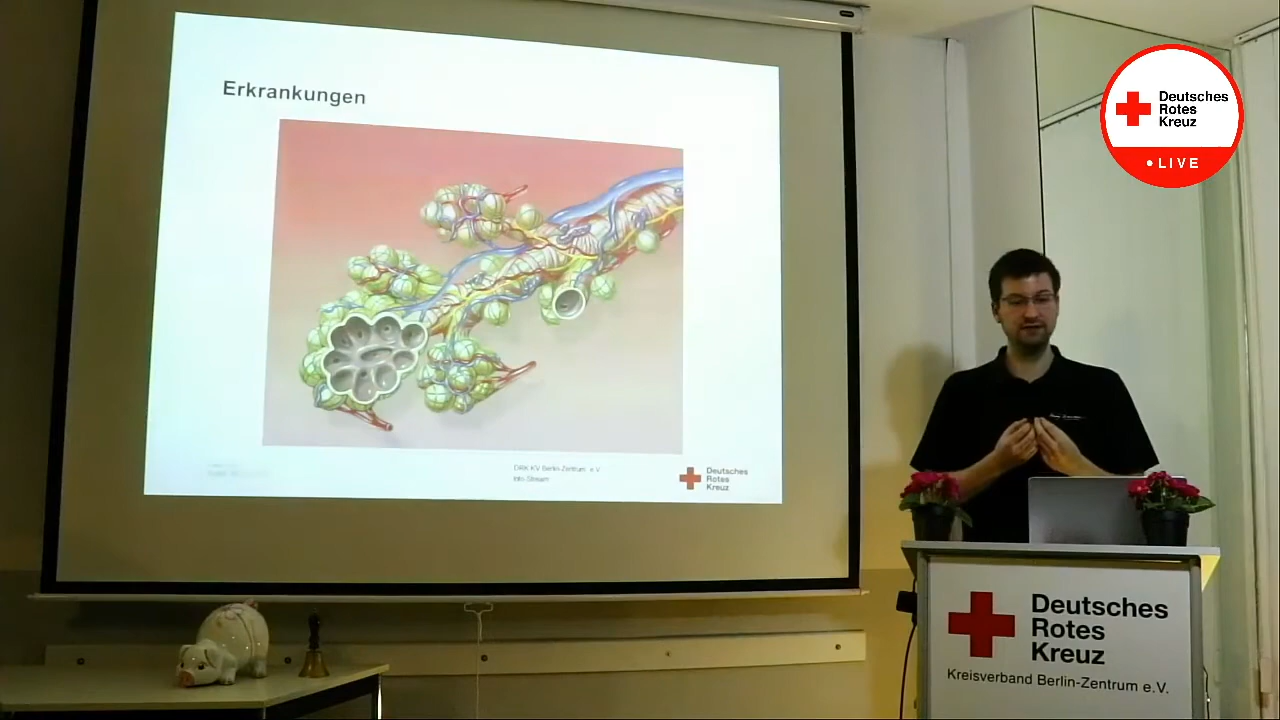 Erkrankungen
DRK KV Berlin-Zentrum e.V.
Info-Stream
Deutsches
Rotes
Kreuz
Deutsches
Rotes
Kreuz
• LIVE
Deutsches
Rotes
Kreuz
Kreisverband Berlin-Zentrum e.V.